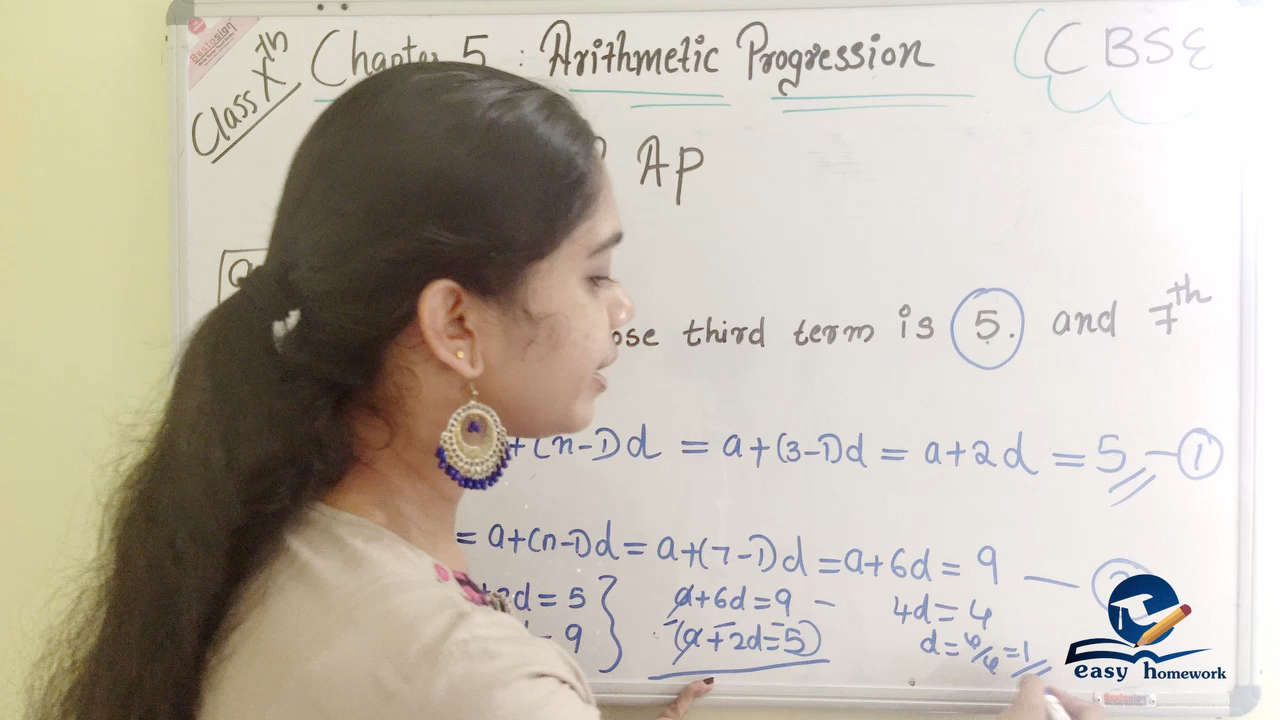 Class Xth Chapter 5 : Arithmetic Progression CBSE
AP
third term is 5. and 7th
+(n-1)d = a+(3-1)d = a+2d = 5 — ①
= a+(n-1)d = a+(7-1)d = a+6d = 9 —
2d = 5 } a+6d=9 – 4d = 4
= 9 (a+2d=5) d = 4/4 = 1
easy homework